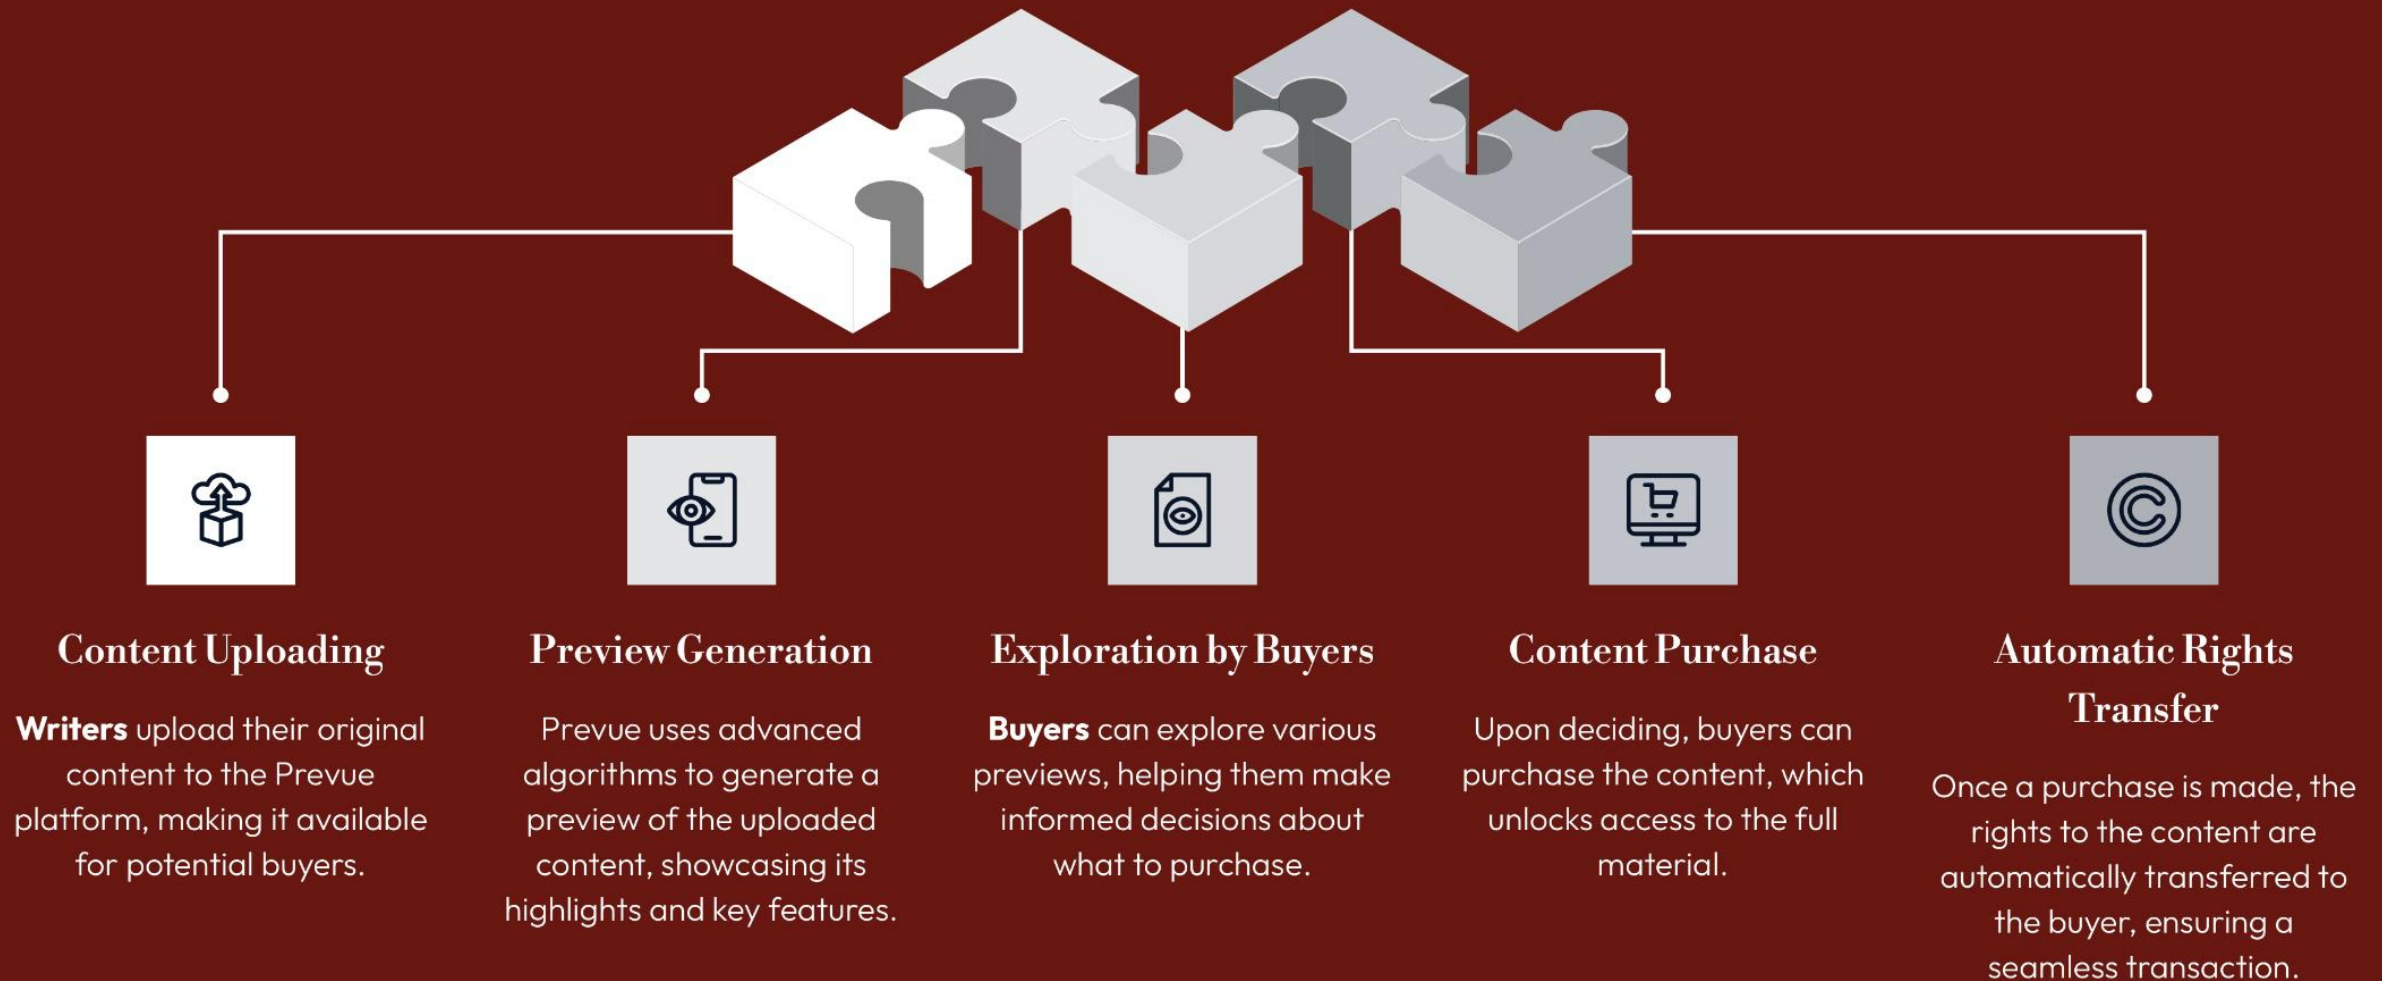 Content Uploading
Writers upload their original
content to the Prevue
platform, making it available
for potential buyers.
Preview Generation
Prevue uses advanced
algorithms to generate a
preview of the uploaded
content, showcasing its
highlights and key features.
Exploration by Buyers
Buyers can explore various
previews, helping them make
informed decisions about
what to purchase.
Content Purchase
Upon deciding, buyers can
purchase the content, which
unlocks access to the full
material.
Automatic Rights
Transfer
Once a purchase is made, the
rights to the content are
automatically transferred to
the buyer, ensuring a
seamless transaction.